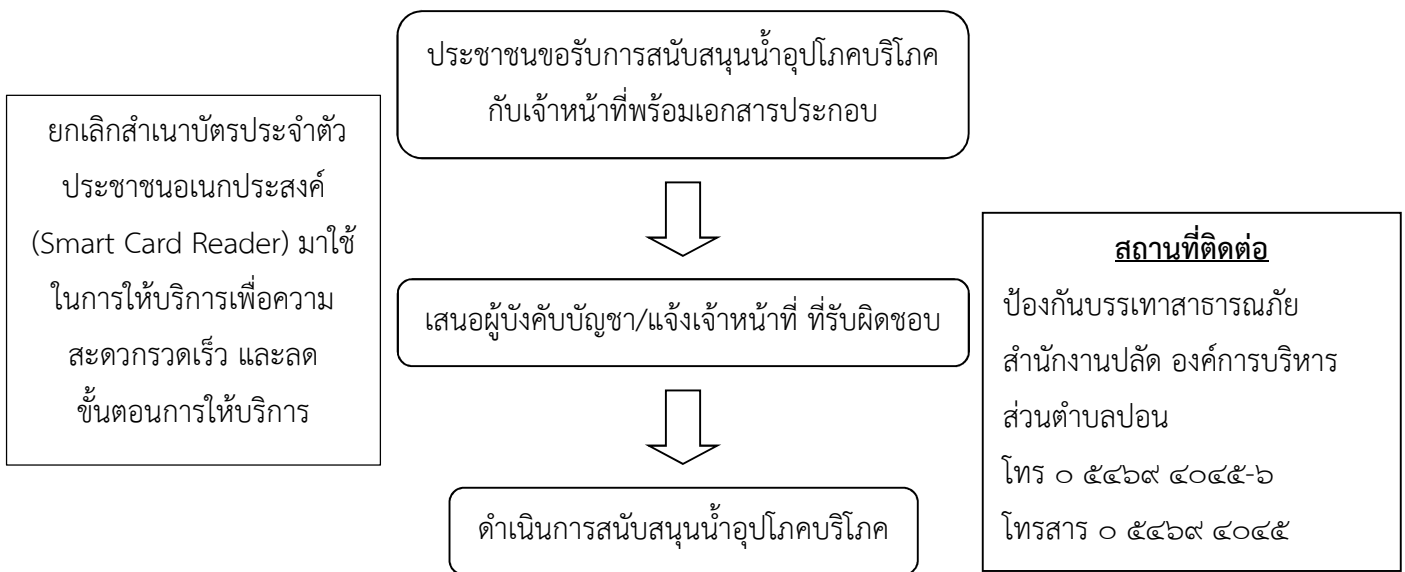 ประชาชนขอรับการสนับสนุนน้ำอุปโภคบริโภค
กับเจ้าหน้าที่พร้อมเอกสารประกอบ
ยกเลิกสำเนาบัตรประจำตัว
ประชาชนอเนกประสงค์
(Smart Card Reader) มาใช้
ในการให้บริการเพื่อความ
สะดวกรวดเร็ว และลด
ขั้นตอนการให้บริการ
เสนอผู้บังคับบัญชา/แจ้งเจ้าหน้าที่ ที่รับผิดชอบ
ดำเนินการสนับสนุนน้ำอุปโภคบริโภค
สถานที่ติดต่อ
ป้องกันบรรเทาสาธารณภัย
สำนักงานปลัด องค์การบริหาร
ส่วนตำบลปอน
โทร ๐ ๕๔๖๙ ๔๐๔๕-๖
โทรสาร ๐ ๕๔๖๙ ๔๐๔๕